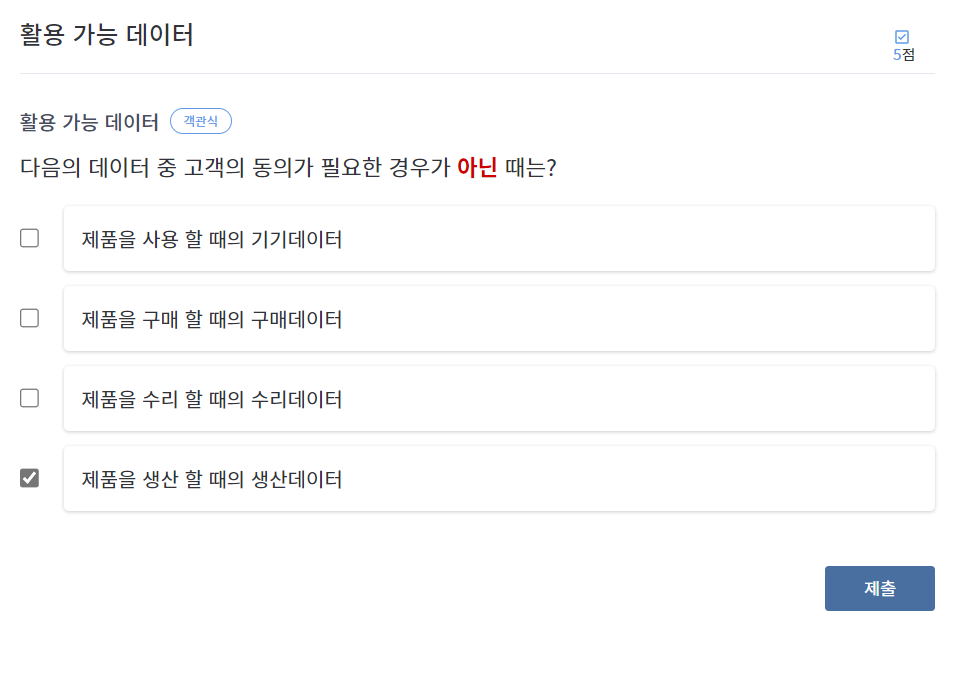 활용 가능 데이터
5점
활용 가능 데이터 객관식
다음의 데이터 중 고객의 동의가 필요한 경우가 아닌 때는?
제품을 사용 할 때의 기기데이터
제품을 구매 할 때의 구매데이터
제품을 수리 할 때의 수리데이터
제품을 생산 할 때의 생산데이터
제출